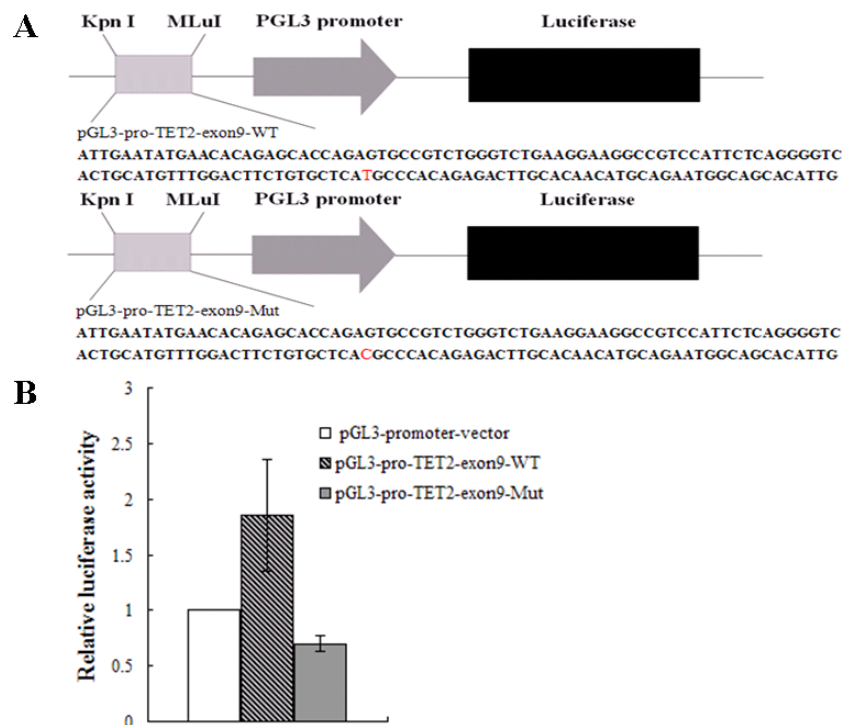 A
Kpn I MLuI PGL3 promoter Luciferase
pGL3-pro-TET2-exon9-WT
ATTGAATATGAACACAGAGCACCAGAGTGCCGTCTGGGTCTGAAGGAAGGCCGTCCATTCTCAGGGGTC
ACTGCATGTTTGGACTTCTGTGCTCATGCCCACAGAGACTTGCACAACATGCAGAATGGCAGCACATTG
Kpn I MLuI PGL3 promoter Luciferase
pGL3-pro-TET2-exon9-Mut
ATTGAATATGAACACAGAGCACCAGAGTGCCGTCTGGGTCTGAAGGAAGGCCGTCCATTCTCAGGGGTC
ACTGCATGTTTGGACTTCTGTGCTCACGCCCACAGAGACTTGCACAACATGCAGAATGGCAGCACATTG
B
Relative luciferase activity
3
2.5
2
1.5
1
0.5
0
pGL3-promoter-vector
pGL3-pro-TET2-exon9-WT
pGL3-pro-TET2-exon9-Mut